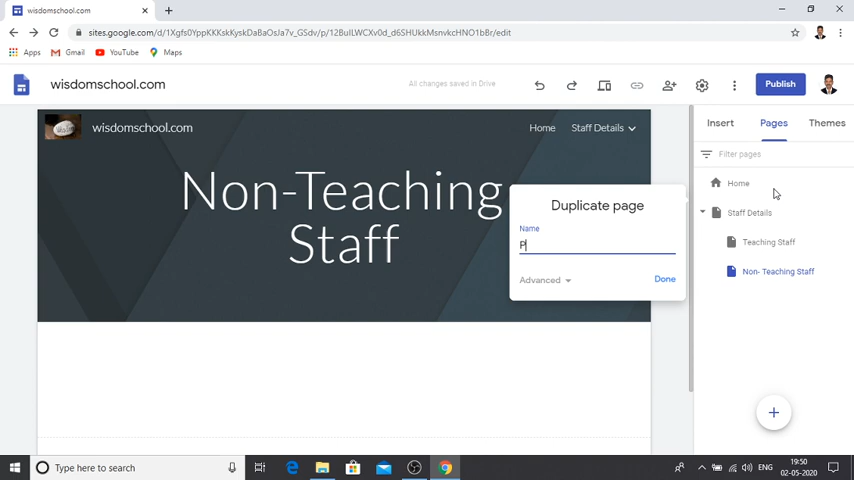 wisdomschool.com
sites.google.com/d/1Xgfs0YppKKKskKyskDaBaOsJa7v_GSdv/p/12BuILWCXv0d_d6SHUkkMsnvkcHNO1bBr/edit
Apps
Gmail
YouTube
Maps
wisdomschool.com
All changes saved in Drive
Publish
wisdomschool.com
Home
Staff Details
Non-Teaching
Staff
Duplicate page
Name
P
Advanced
Done
Insert
Pages
Themes
Filter pages
Home
Staff Details
Teaching Staff
Non- Teaching Staff
Type here to search
ENG
19:50
02-05-2020